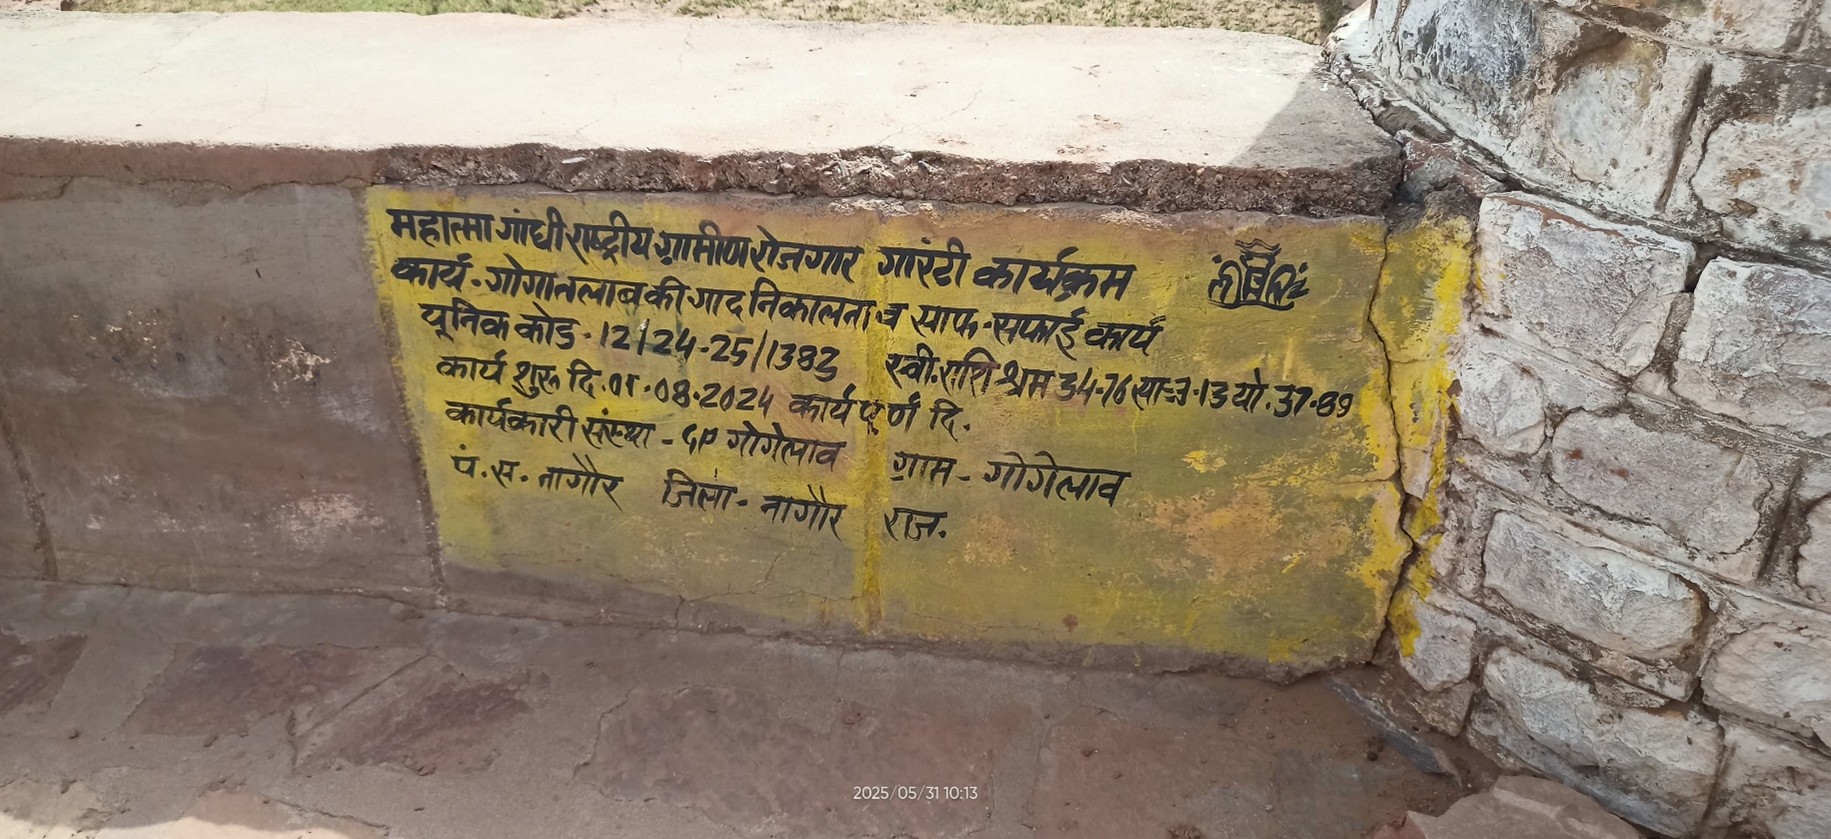 महात्मा गांधी राष्ट्रीय ग्रामीण रोजगार गारंटी कार्यक्रम
कार्य - गोगातलाब की गाद निकालना व साफ-सफाई कार्य
यूनिक कोड - 12/24-25/1383 स्वी. राशि श्रम 34-76 सा-3-13 यो. 37-89
कार्य शुरू दि. 01-08-2024 कार्य पूर्ण दि.
कार्यकारी संस्था - GP गोगेलाव ग्राम - गोगेलाव
पं. स. नागौर जिला - नागौर राज.
2025/05/31 10:13